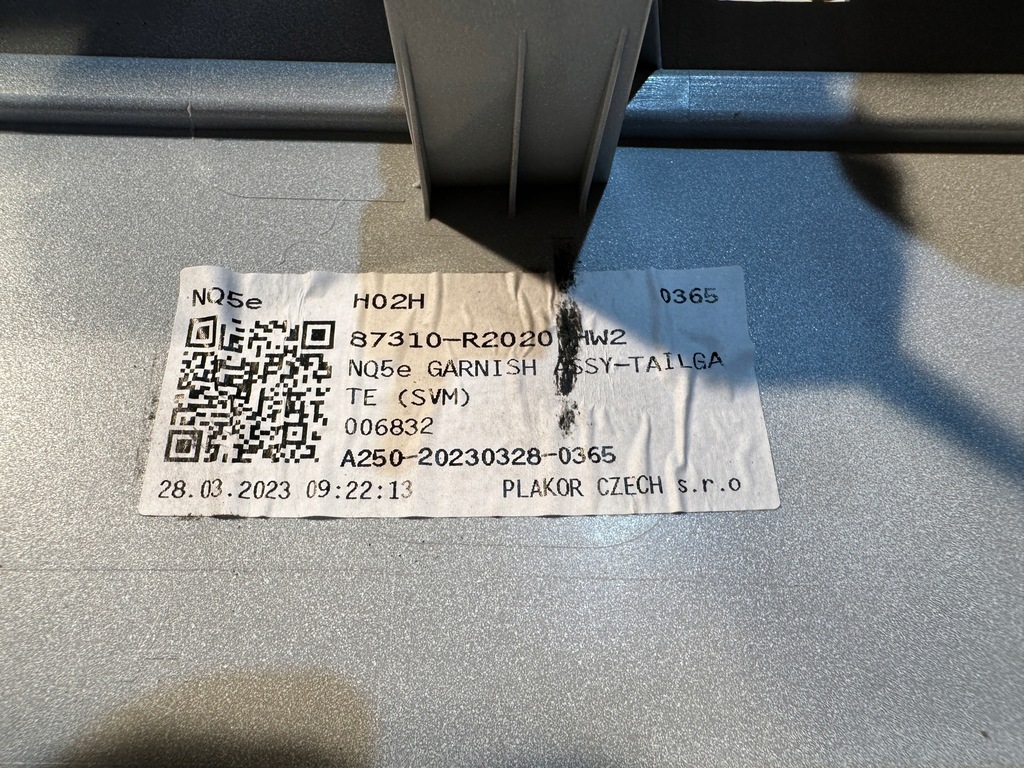 NQ5e H02H 0365
87310-R2020 HW2
NQ5e GARNISH ASSY-TAILGA
TE (SVM)
006832
A250-20230328-0365
28.03.2023 09:22:13 PLAKOR CZECH s.r.o